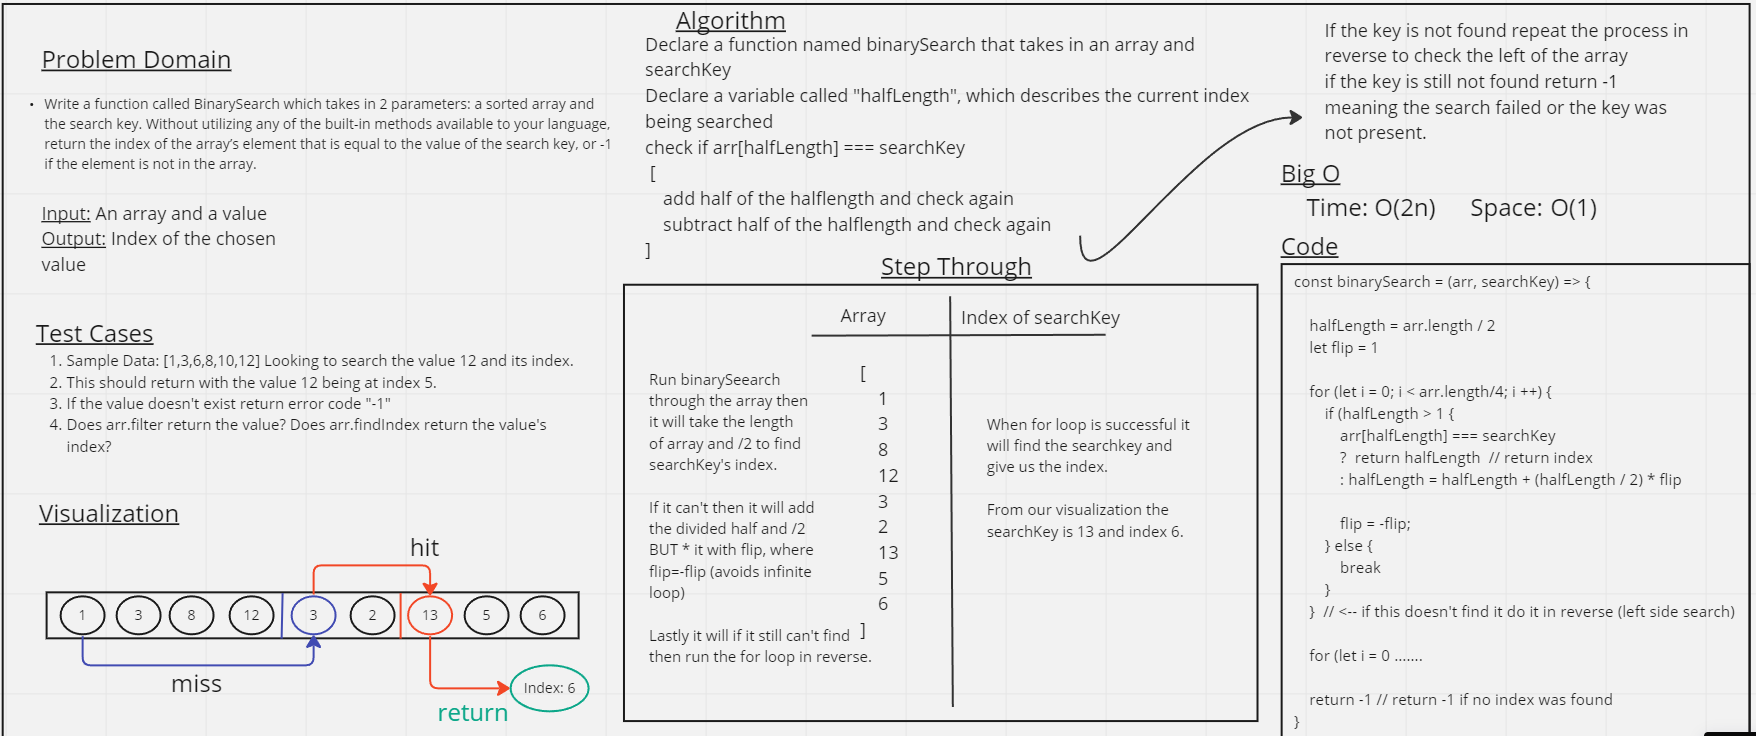 Problem Domain
• Write a function called BinarySearch which takes in 2 parameters: a sorted array and
the search key. Without utilizing any of the built-in methods available to your language,
return the index of the array's element that is equal to the value of the search key, or -1
if the element is not in the array.
Input: An array and a value
Output: Index of the chosen
value
Test Cases
1. Sample Data: [1,3,6,8,10,12] Looking to search the value 12 and its index.
2. This should return with the value 12 being at index 5.
3. If the value doesn't exist return error code "-1"
4. Does arr.filter return the value? Does arr.findIndex return the value's
index?
Visualization
hit
1 3 8 12 3 2 13 5 6
miss
Index: 6
return
Algorithm
Declare a function named binarySearch that takes in an array and
searchKey
Declare a variable called "halfLength", which describes the current index
being searched
check if arr[halfLength] === searchKey
[
add half of the halflength and check again
subtract half of the halflength and check again
]
Step Through
Array
Index of searchKey
Run binarySeearch
through the array then
it will take the length
of array and /2 to find
searchKey's index.
If it can't then it will add
the divided half and /2
BUT * it with flip, where
flip=-flip (avoids infinite
loop)
Lastly it will if it still can't find
then run the for loop in reverse.
[
1
3
8
12
3
2
13
5
6
]
When for loop is successful it
will find the searchkey and
give us the index.
From our visualization the
searchKey is 13 and index 6.
If the key is not found repeat the process in
reverse to check the left of the array
if the key is still not found return -1
meaning the search failed or the key was
not present.
Big O
Time: O(2n) Space: O(1)
Code
const binarySearch = (arr, searchKey) => {
halfLength = arr.length / 2
let flip = 1
for (let i = 0; i < arr.length/4; i ++) {
if (halfLength > 1 {
arr[halfLength] === searchKey
? return halfLength // return index
: halfLength = halfLength + (halfLength / 2) * flip
flip = -flip;
} else {
break
}
} // <-- if this doesn't find it do it in reverse (left side search)
for (let i = 0 .......
return -1 // return -1 if no index was found
}